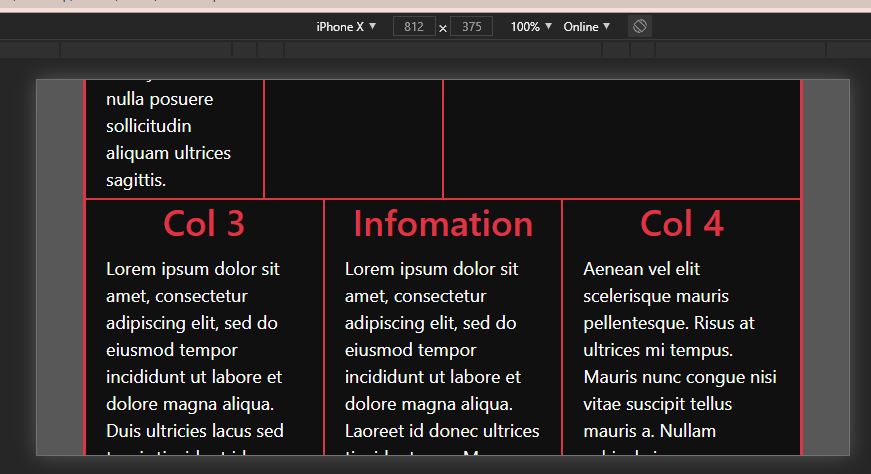 iPhone X ▼ 812 × 375 100% ▼ Online ▼
nulla posuere
sollicitudin
aliquam ultrices
sagittis.
Col 3
Lorem ipsum dolor sit
amet, consectetur
adipiscing elit, sed do
eiusmod tempor
incididunt ut labore et
dolore magna aliqua.
Duis ultricies lacus sed
Infomation
Lorem ipsum dolor sit
amet, consectetur
adipiscing elit, sed do
eiusmod tempor
incididunt ut labore et
dolore magna aliqua.
Laoreet id donec ultrices
Col 4
Aenean vel elit
scelerisque mauris
pellentesque. Risus at
ultrices mi tempus.
Mauris nunc congue nisi
vitae suscipit tellus
mauris a. Nullam